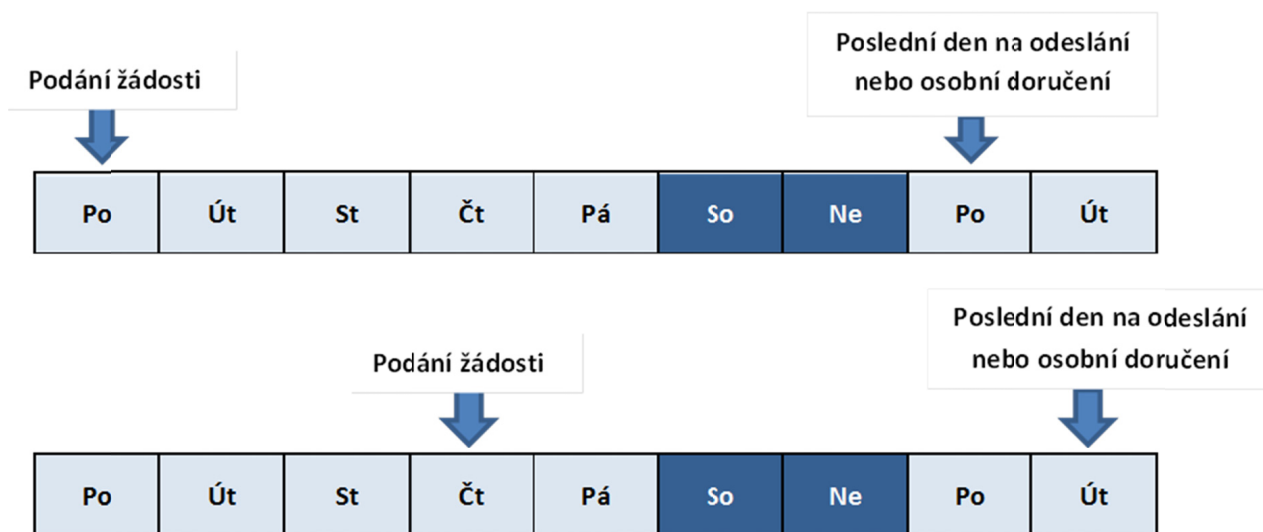 Poslední den na odeslání
nebo osobní doručení
Podání žádosti
Po Út St Čt Pá So Ne Po Út
Poslední den na odeslání
nebo osobní doručení
Podání žádosti
Po Út St Čt Pá So Ne Po Út